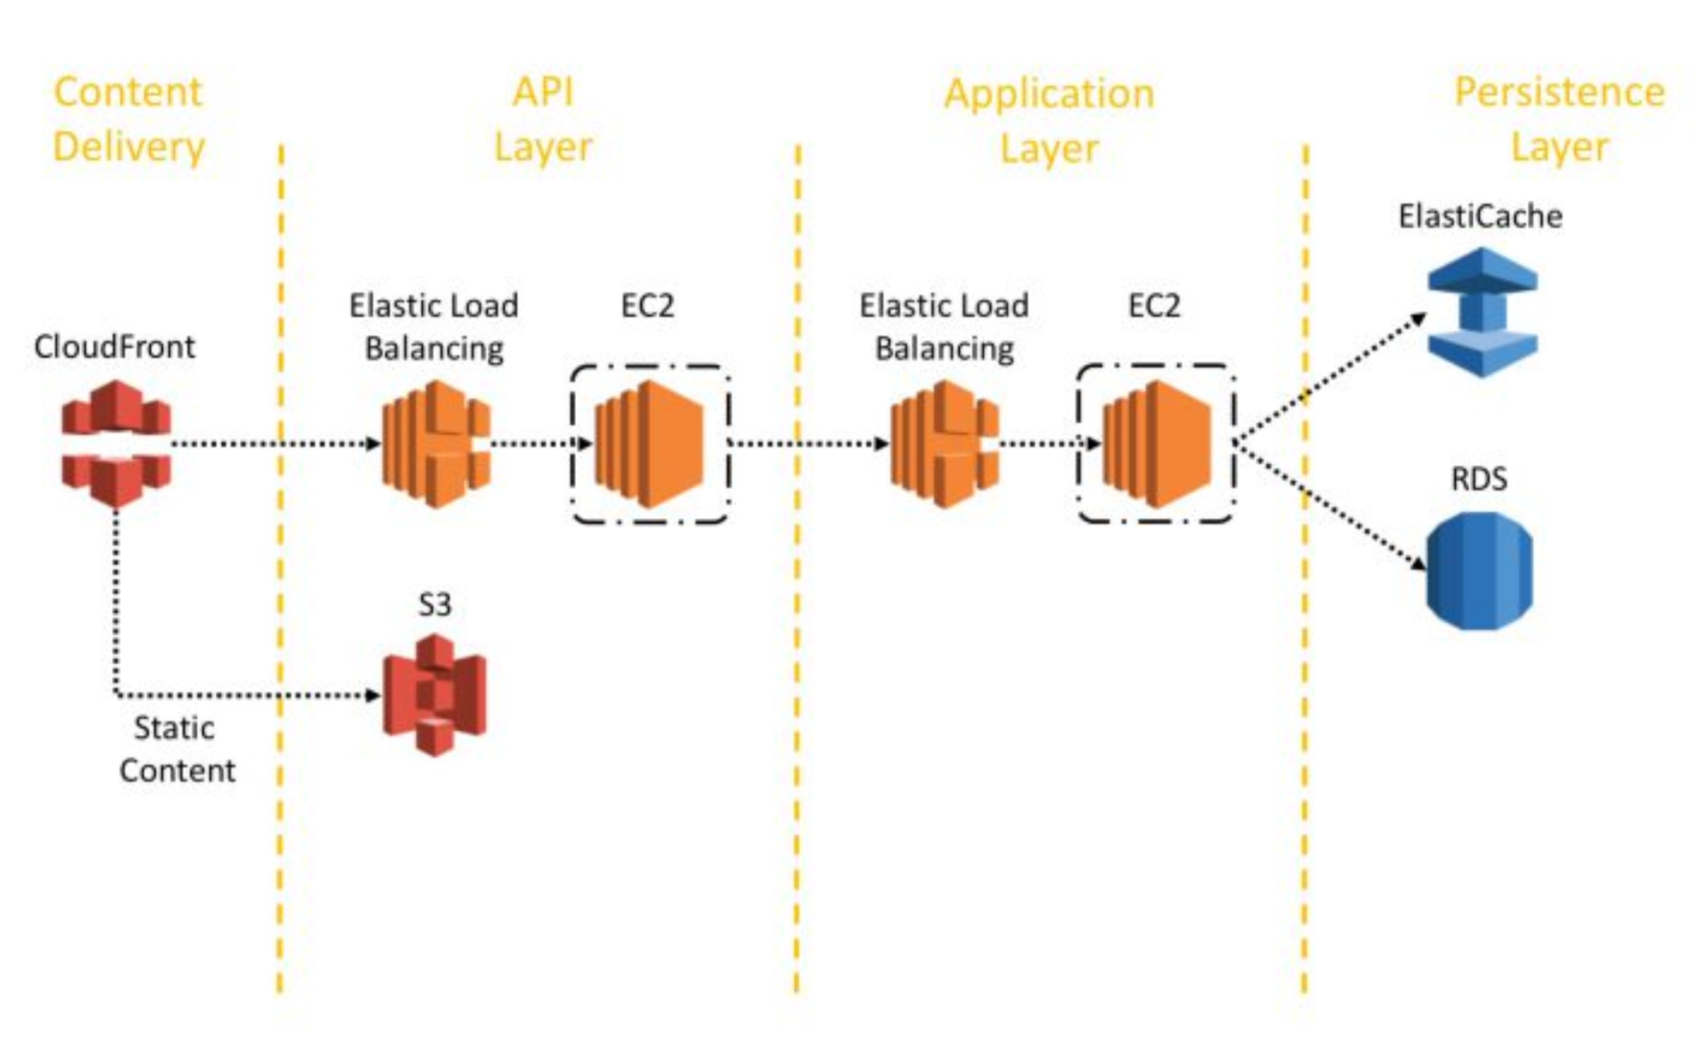 Content
Delivery
API
Layer
Application
Layer
Persistence
Layer
CloudFront
Static
Content
Elastic Load
Balancing
EC2
S3
Elastic Load
Balancing
EC2
ElastiCache
RDS